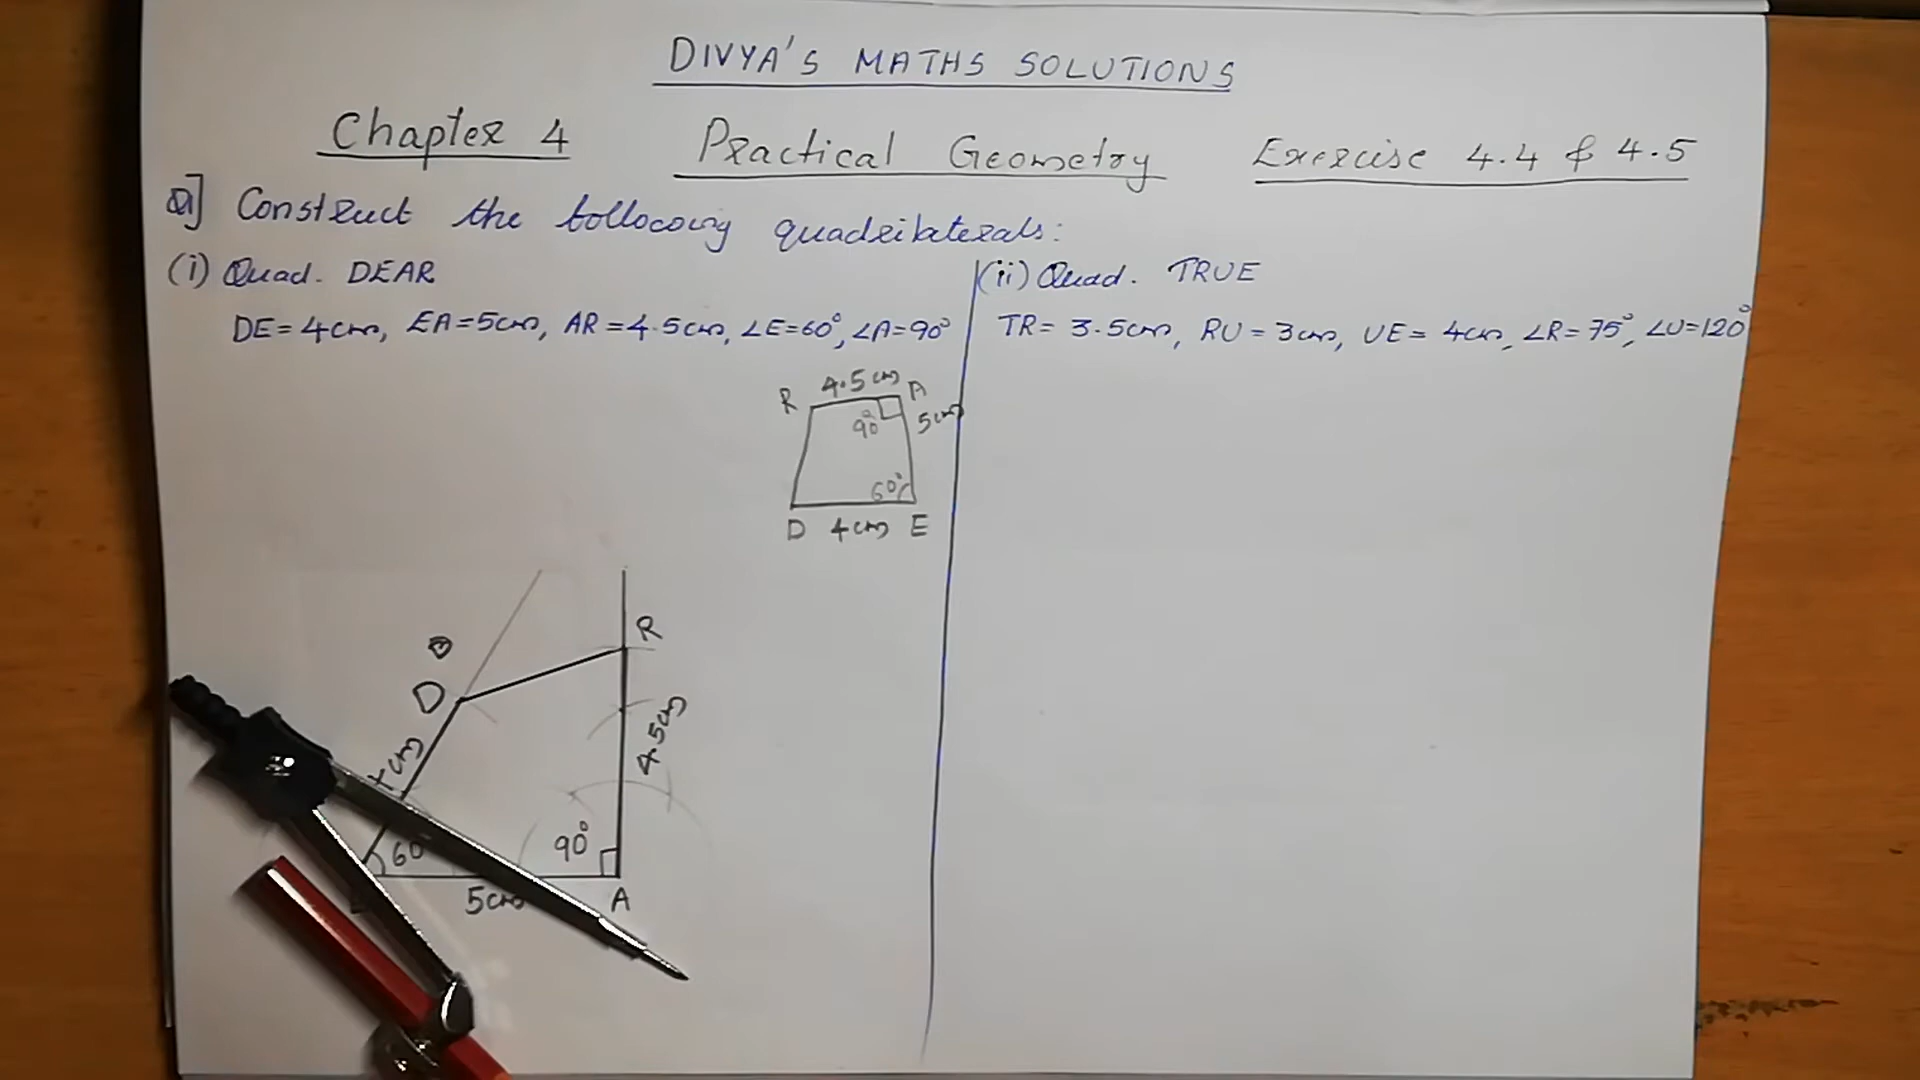 DIVYA'S MATHS SOLUTIONS
Chapter 4 Practical Geometry Exercise 4.4 & 4.5
Q1] Construct the following quadrilaterals:
(i) Quad. DEAR
DE = 4cm, EA = 5cm, AR = 4.5cm, ∠E = 60°, ∠A = 90°
(ii) Quad. TRUE
TR = 3.5cm, RU = 3cm, UE = 4cm, ∠R = 75°, ∠U = 120°
R 4.5cm A
90° 5cm
60°
D 4cm E
R
D
4.5cm
cm
60
90°
5cm A